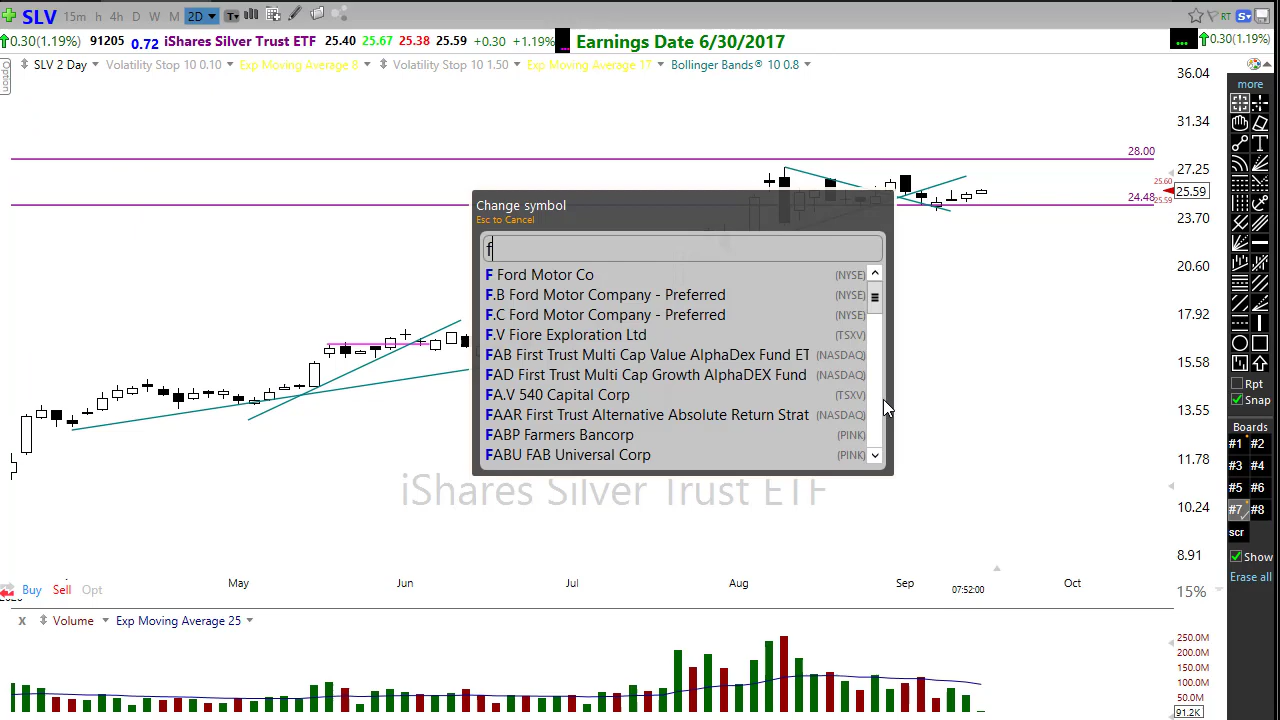 SLV 15m 4h D W M 2D T RT S
0.30(1.19%) 91205 0.72 iShares Silver Trust ETF 25.40 25.67 25.38 25.59 +0.30 +1.19% ... Earnings Date 6/30/2017 ... 0.30(1.19%)
Option
SLV 2 Day Volatility Stop 10 0.10 Exp Moving Average 8 Volatility Stop 10 1.50 Exp Moving Average 17 Bollinger Bands® 10 0.8
36.04
31.34
28.00
27.25
25.60
25.59
24.48
25.59
23.70
20.60
17.92
15.58
13.55
11.78
10.24
8.91
Change symbol
Esc to Cancel
f
F Ford Motor Co (NYSE)
F.B Ford Motor Company - Preferred (NYSE)
F.C Ford Motor Company - Preferred (NYSE)
F.V Fiore Exploration Ltd (TSXV)
FAB First Trust Multi Cap Value AlphaDex Fund ET (NASDAQ)
FAD First Trust Multi Cap Growth AlphaDEX Fund (NASDAQ)
FA.V 540 Capital Corp (TSXV)
FAAR First Trust Alternative Absolute Return Strat (NASDAQ)
FABP Farmers Bancorp (PINK)
FABU FAB Universal Corp (PINK)
iShares Silver Trust ETF
more
T
Rpt
Snap
Boards
#1 #2
#3 #4
#5 #6
#7 #8
scr
Show
Erase all
May Jun Jul Aug Sep Oct
Buy Sell Opt
07:52:00
15%
x Volume Exp Moving Average 25
250.0M
200.0M
150.0M
100.0M
50.0M
91.2K